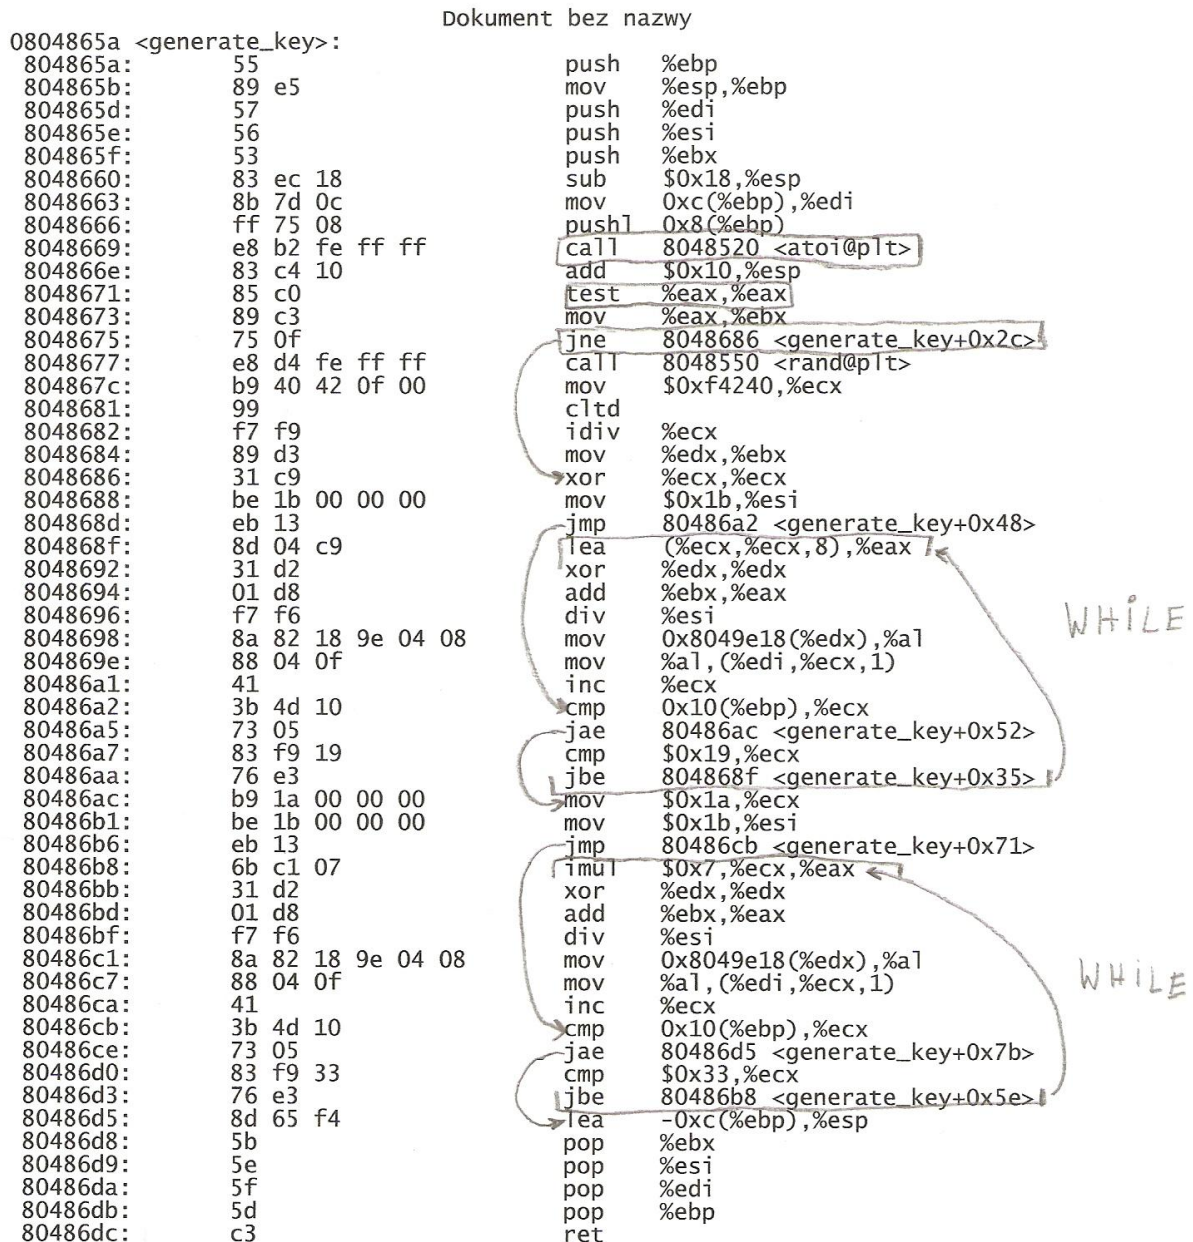 Dokument bez nazwy
0804865a <generate_key>:
804865a: 55 push %ebp
804865b: 89 e5 mov %esp,%ebp
804865d: 57 push %edi
804865e: 56 push %esi
804865f: 53 push %ebx
8048660: 83 ec 18 sub $0x18,%esp
8048663: 8b 7d 0c mov 0xc(%ebp),%edi
8048666: ff 75 08 pushl 0x8(%ebp)
8048669: e8 b2 fe ff ff call 8048520 <atoi@plt>
804866e: 83 c4 10 add $0x10,%esp
8048671: 85 c0 test %eax,%eax
8048673: 89 c3 mov %eax,%ebx
8048675: 75 0f jne 8048686 <generate_key+0x2c>
8048677: e8 d4 fe ff ff call 8048550 <rand@plt>
804867c: b9 40 42 0f 00 mov $0xf4240,%ecx
8048681: 99 cltd
8048682: f7 f9 idiv %ecx
8048684: 89 d3 mov %edx,%ebx
8048686: 31 c9 xor %ecx,%ecx
8048688: be 1b 00 00 00 mov $0x1b,%esi
804868d: eb 13 jmp 80486a2 <generate_key+0x48>
804868f: 8d 04 c9 lea (%ecx,%ecx,8),%eax
8048692: 31 d2 xor %edx,%edx
8048694: 01 d8 add %ebx,%eax
8048696: f7 f6 div %esi
8048698: 8a 82 18 9e 04 08 mov 0x8049e18(%edx),%al
804869e: 88 04 0f mov %al,(%edi,%ecx,1)
80486a1: 41 inc %ecx
80486a2: 3b 4d 10 cmp 0x10(%ebp),%ecx
80486a5: 73 05 jae 80486ac <generate_key+0x52>
80486a7: 83 f9 19 cmp $0x19,%ecx
80486aa: 76 e3 jbe 804868f <generate_key+0x35>
WHILE
80486ac: b9 1a 00 00 00 mov $0x1a,%ecx
80486b1: be 1b 00 00 00 mov $0x1b,%esi
80486b6: eb 13 jmp 80486cb <generate_key+0x71>
80486b8: 6b c1 07 imul $0x7,%ecx,%eax
80486bb: 31 d2 xor %edx,%edx
80486bd: 01 d8 add %ebx,%eax
80486bf: f7 f6 div %esi
80486c1: 8a 82 18 9e 04 08 mov 0x8049e18(%edx),%al
80486c7: 88 04 0f mov %al,(%edi,%ecx,1)
80486ca: 41 inc %ecx
80486cb: 3b 4d 10 cmp 0x10(%ebp),%ecx
80486ce: 73 05 jae 80486d5 <generate_key+0x7b>
80486d0: 83 f9 33 cmp $0x33,%ecx
80486d3: 76 e3 jbe 80486b8 <generate_key+0x5e>
WHILE
80486d5: 8d 65 f4 lea -0xc(%ebp),%esp
80486d8: 5b pop %ebx
80486d9: 5e pop %esi
80486da: 5f pop %edi
80486db: 5d pop %ebp
80486dc: c3 ret